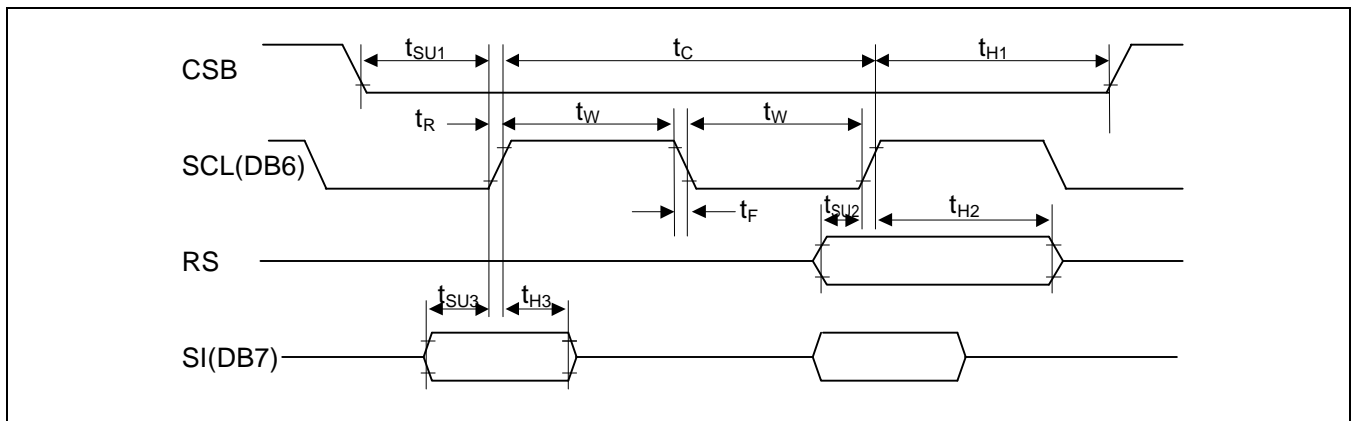 CSB tSU1 tC tH1
tR tW tW
SCL(DB6)
tF tSU2 tH2
RS
tSU3 tH3
SI(DB7)